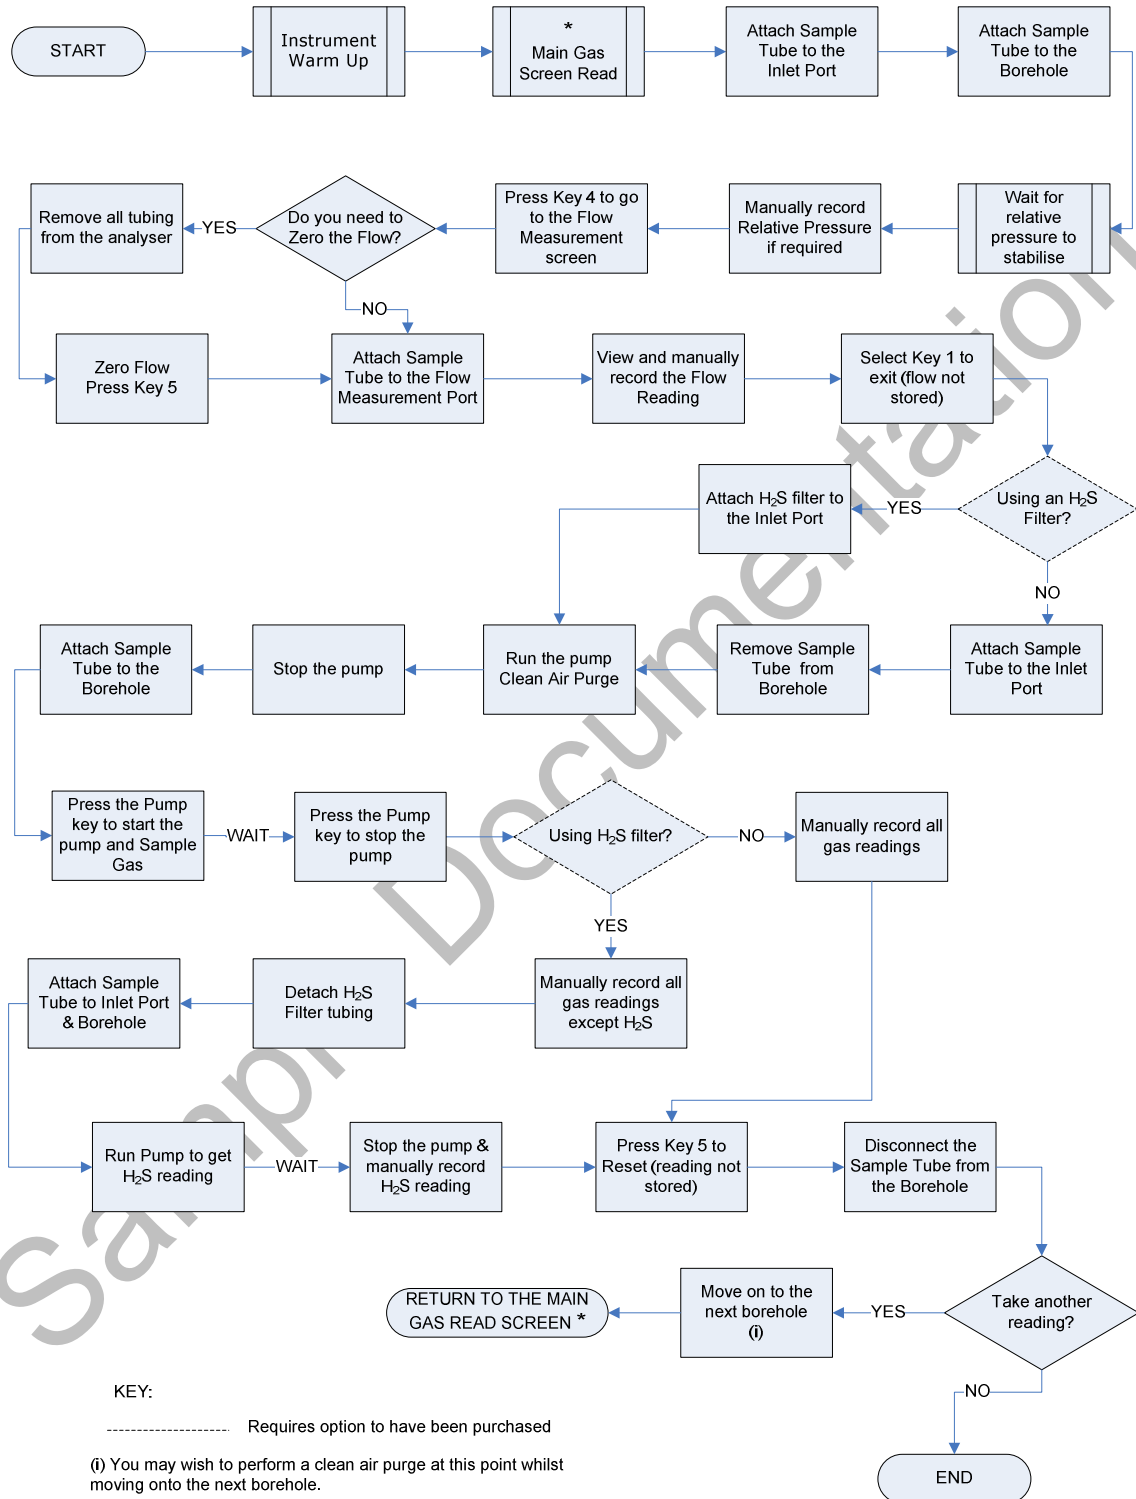 START
Instrument
Warm Up
*
Main Gas
Screen Read
Attach Sample
Tube to the
Inlet Port
Attach Sample
Tube to the
Borehole
Remove all tubing
from the analyser
YES
Do you need to
Zero the Flow?
Press Key 4 to go
to the Flow
Measurement
screen
Manually record
Relative Pressure
if required
Wait for
relative
pressure to
stabilise
NO
Zero Flow
Press Key 5
Attach Sample
Tube to the Flow
Measurement Port
View and manually
record the Flow
Reading
Select Key 1 to
exit (flow not
stored)
Attach H₂S filter to
the Inlet Port
YES
Using an H₂S
Filter?
NO
Attach Sample
Tube to the
Borehole
Stop the pump
Run the pump
Clean Air Purge
Remove Sample
Tube from
Borehole
Attach Sample
Tube to the Inlet
Port
Press the Pump
key to start the
pump and Sample
Gas
WAIT
Press the Pump
key to stop the
pump
Using H₂S filter?
NO
Manually record all
gas readings
YES
Attach Sample
Tube to Inlet Port
& Borehole
Detach H₂S
Filter tubing
Manually record all
gas readings
except H₂S
Run Pump to get
H₂S reading
WAIT
Stop the pump &
manually record
H₂S reading
Press Key 5 to
Reset (reading not
stored)
Disconnect the
Sample Tube from
the Borehole
RETURN TO THE MAIN
GAS READ SCREEN *
Move on to the
next borehole
(i)
YES
Take another
reading?
NO
KEY:
Requires option to have been purchased
(i) You may wish to perform a clean air purge at this point whilst
moving onto the next borehole.
END
Sample Documentation